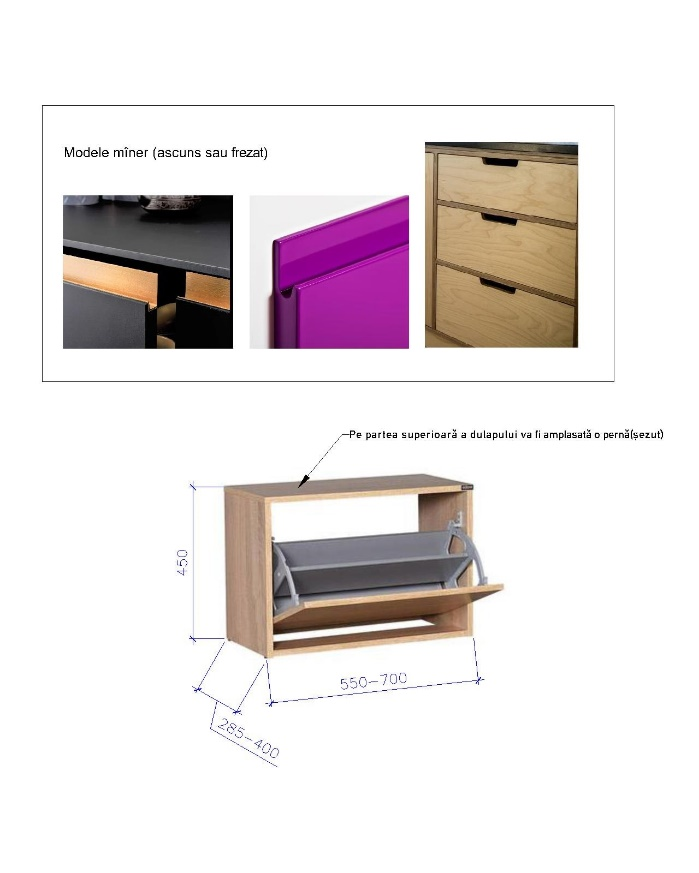 Modele mîner (ascuns sau frezat)
Pe partea superioară a dulapului va fi amplasată o pernă(șezut)
450
550-700
285-400